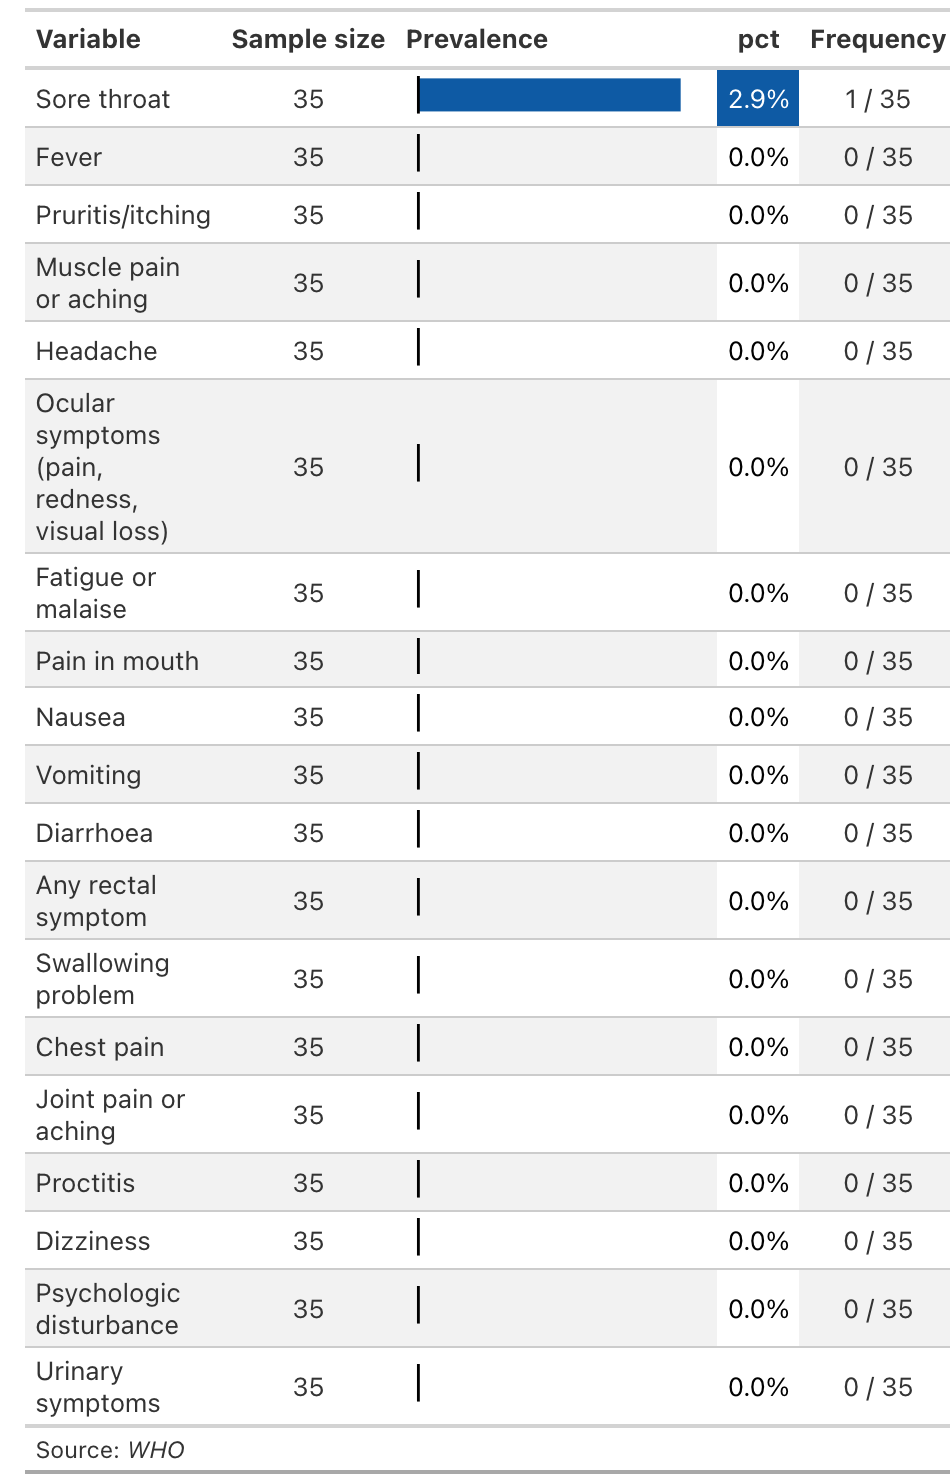 Variable Sample size Prevalence pct Frequency
Sore throat 35 2.9% 1 / 35
Fever 35 0.0% 0 / 35
Pruritis/itching 35 0.0% 0 / 35
Muscle pain
or aching 35 0.0% 0 / 35
Headache 35 0.0% 0 / 35
Ocular
symptoms
(pain, 35 0.0% 0 / 35
redness,
visual loss)
Fatigue or
malaise 35 0.0% 0 / 35
Pain in mouth 35 0.0% 0 / 35
Nausea 35 0.0% 0 / 35
Vomiting 35 0.0% 0 / 35
Diarrhoea 35 0.0% 0 / 35
Any rectal
symptom 35 0.0% 0 / 35
Swallowing
problem 35 0.0% 0 / 35
Chest pain 35 0.0% 0 / 35
Joint pain or
aching 35 0.0% 0 / 35
Proctitis 35 0.0% 0 / 35
Dizziness 35 0.0% 0 / 35
Psychologic
disturbance 35 0.0% 0 / 35
Urinary
symptoms 35 0.0% 0 / 35
Source: WHO